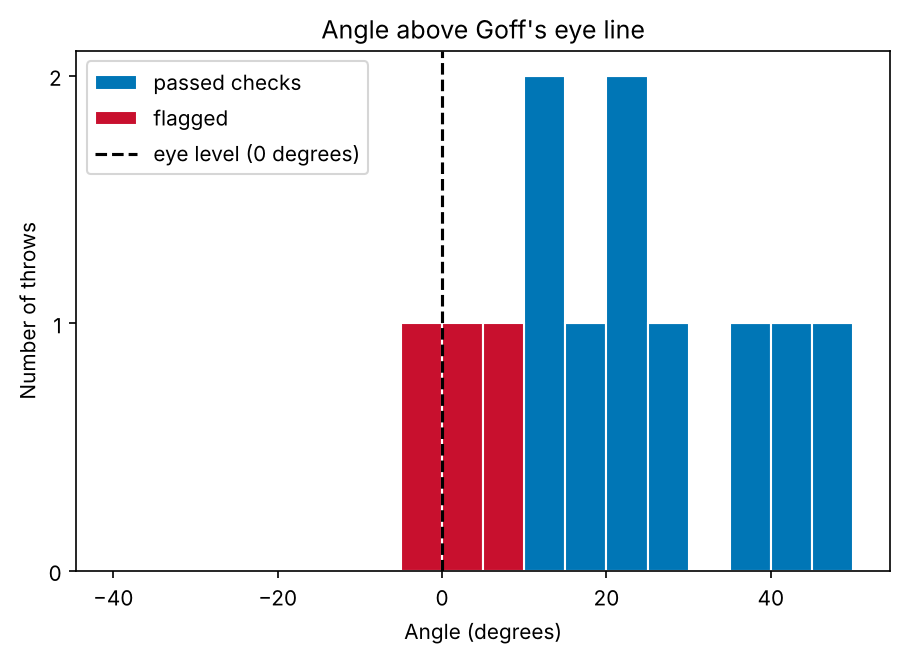 Angle above Goff's eye line
passed checks
flagged
eye level (0 degrees)
Number of throws
2
1
0
−40
−20
0
20
40
Angle (degrees)